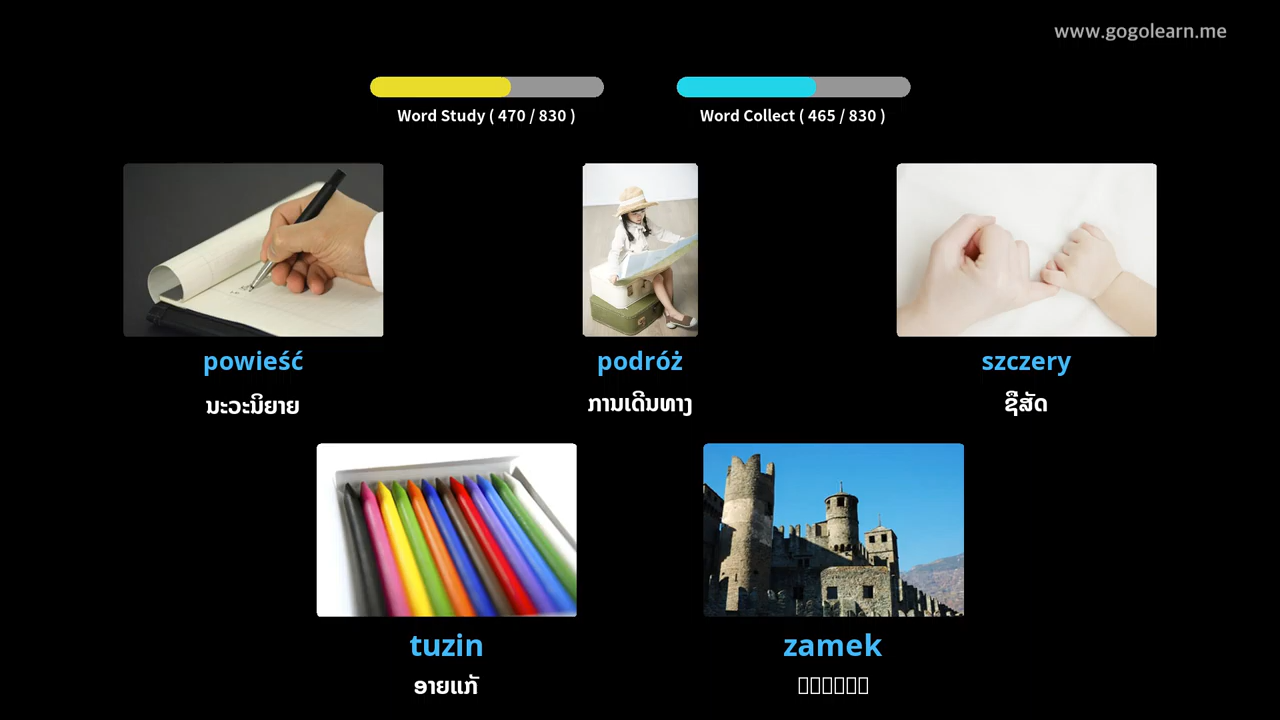 www.gogolearn.me
Word Study ( 470 / 830 )
Word Collect ( 465 / 830 )
powieść
podróż
szczery
ນະວະນິຍາຍ
ການເດີນທາງ
ຊື່ສັດ
tuzin
zamek
ອາຍແກັ